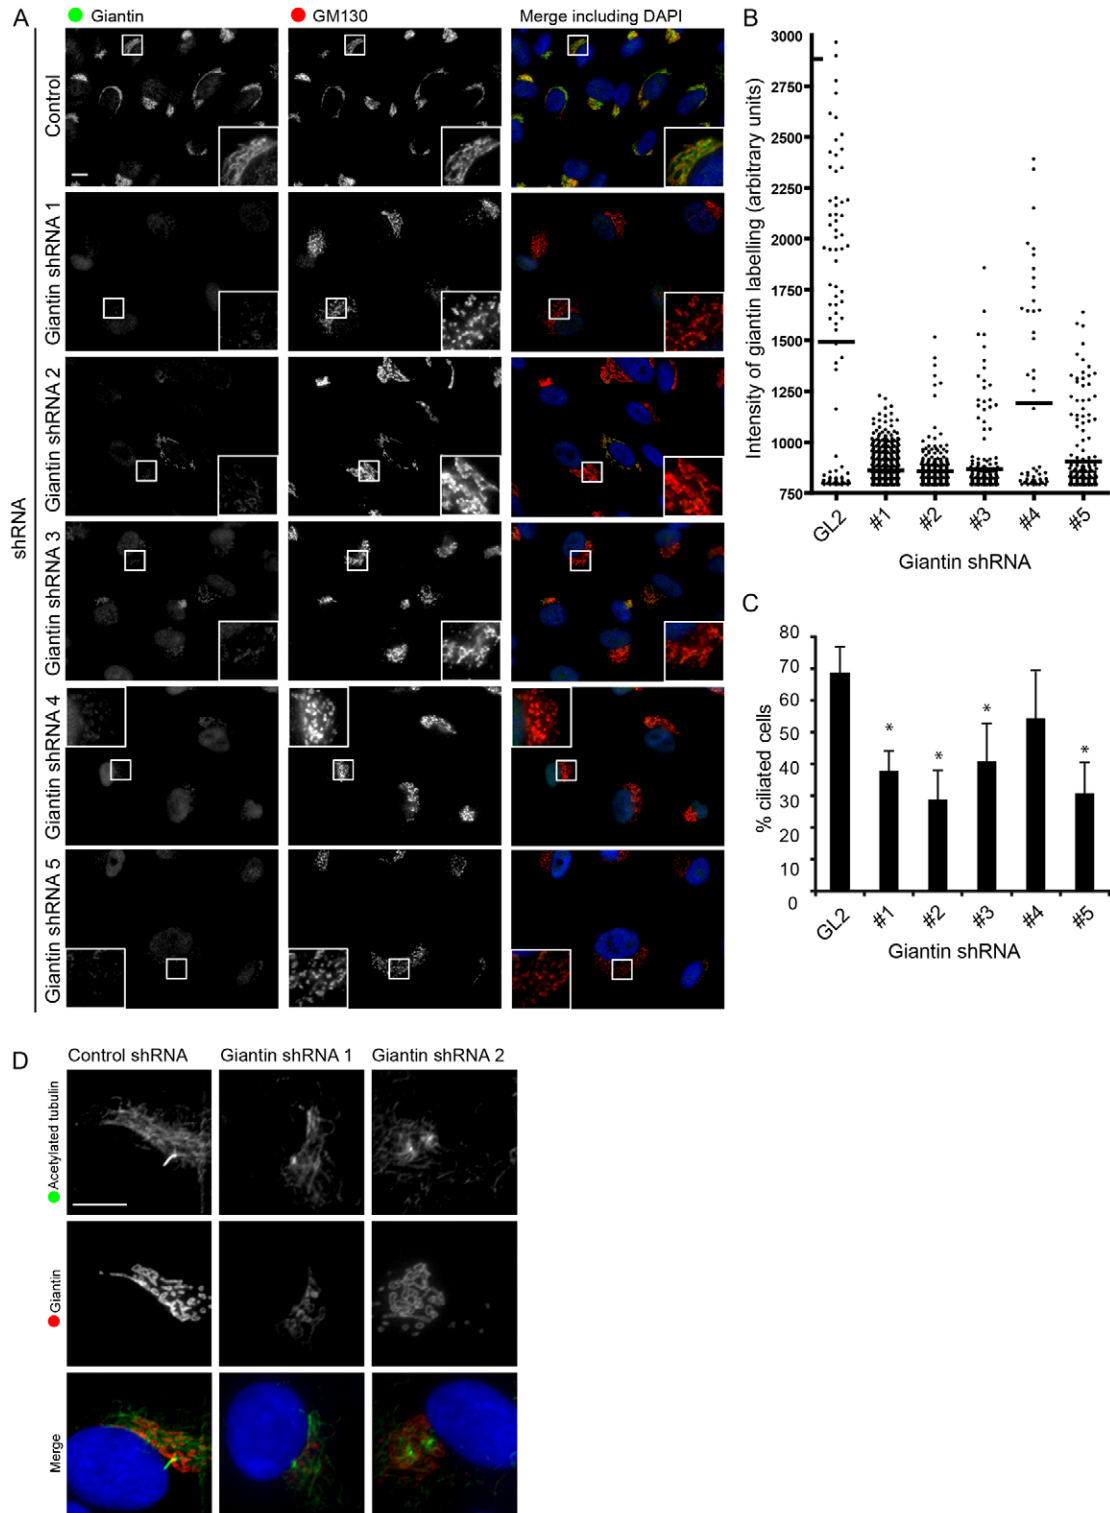 A
Giantin
GM130
Merge including DAPI
shRNA
Control
Giantin shRNA 1
Giantin shRNA 2
Giantin shRNA 3
Giantin shRNA 4
Giantin shRNA 5
B
Intensity of giantin labelling (arbitrary units)
3000
2750
2500
2250
2000
1750
1500
1250
1000
750
GL2
#1
#2
#3
#4
#5
Giantin shRNA
C
% ciliated cells
80
70
60
50
40
30
20
10
0
*
*
*
*
GL2
#1
#2
#3
#4
#5
Giantin shRNA
D
Control shRNA
Giantin shRNA 1
Giantin shRNA 2
Acetylated tubulin
Giantin
Merge